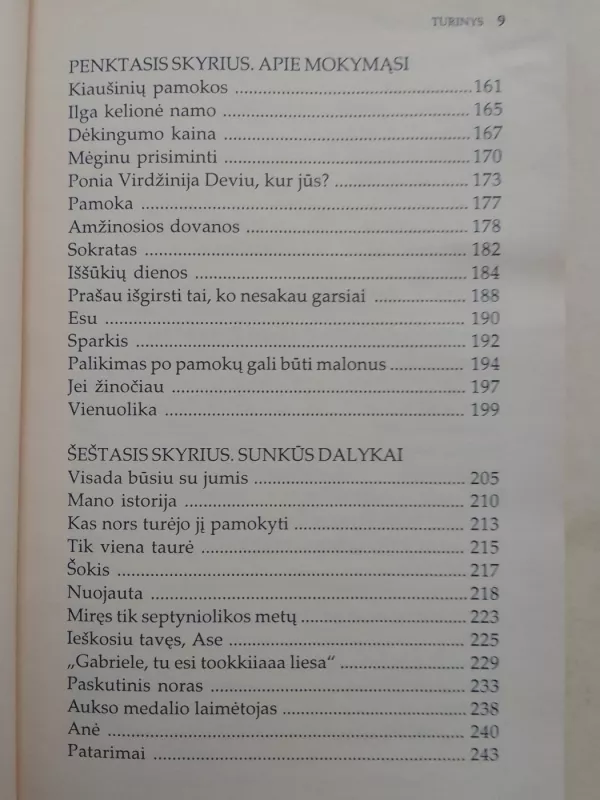 TURINYS 9
PENKTASIS SKYRIUS. APIE MOKYMĄSI
Kiaušinių pamokos ........ 161
Ilga kelionė namo ........ 165
Dėkingumo kaina ........ 167
Mėginu prisiminti ........ 170
Ponia Virdžinija Deviu, kur jūs? ........ 173
Pamoka ........ 177
Amžinosios dovanos ........ 178
Sokratas ........ 182
Iššūkių dienos ........ 184
Prašau išgirsti tai, ko nesakau garsiai ........ 188
Esu ........ 190
Sparkis ........ 192
Palikimas po pamokų gali būti malonus ........ 194
Jei žinočiau ........ 197
Vienuolika ........ 199
ŠEŠTASIS SKYRIUS. SUNKŪS DALYKAI
Visada būsiu su jumis ........ 205
Mano istorija ........ 210
Kas nors turėjo jį pamokyti ........ 213
Tik viena taurė ........ 215
Šokis ........ 217
Nuojauta ........ 218
Miręs tik septyniolikos metų ........ 223
Ieškosiu tavęs, Ase ........ 225
„Gabriele, tu esi tookkiiaaa liesa“ ........ 229
Paskutinis noras ........ 233
Aukso medalio laimėtojas ........ 238
Anė ........ 240
Patarimai ........ 243